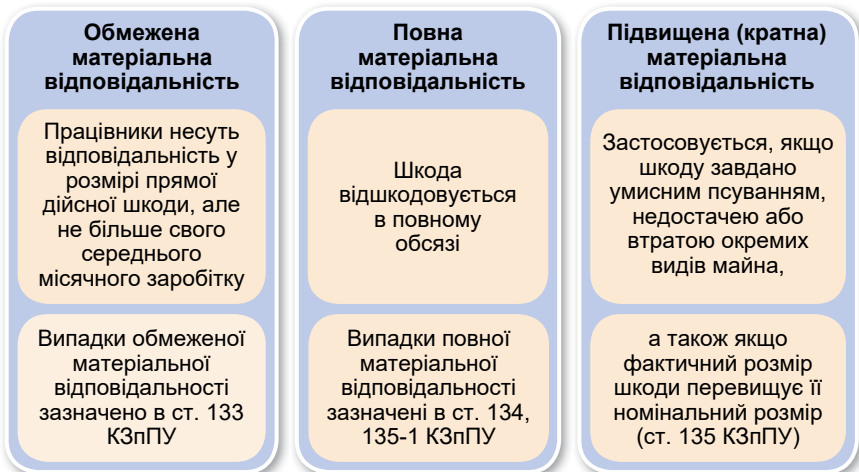 Обмежена
матеріальна
відповідальність
Працівники несуть
відповідальність у
розмірі прямої
дійсної шкоди, але
не більше свого
середнього
місячного заробітку
Випадки обмеженої
матеріальної
відповідальності
зазначено в ст. 133
КЗпПУ
Повна
матеріальна
відповідальність
Шкода
відшкодовується
в повному
обсязі
Випадки повної
матеріальної
відповідальності
зазначені в ст. 134,
135-1 КЗпПУ
Підвищена (кратна)
матеріальна
відповідальність
Застосовується, якщо
шкоду завдано
умисним псуванням,
недостачею або
втратою окремих
видів майна,
а також якщо
фактичний розмір
шкоди перевищує її
номінальний розмір
(ст. 135 КЗпПУ)